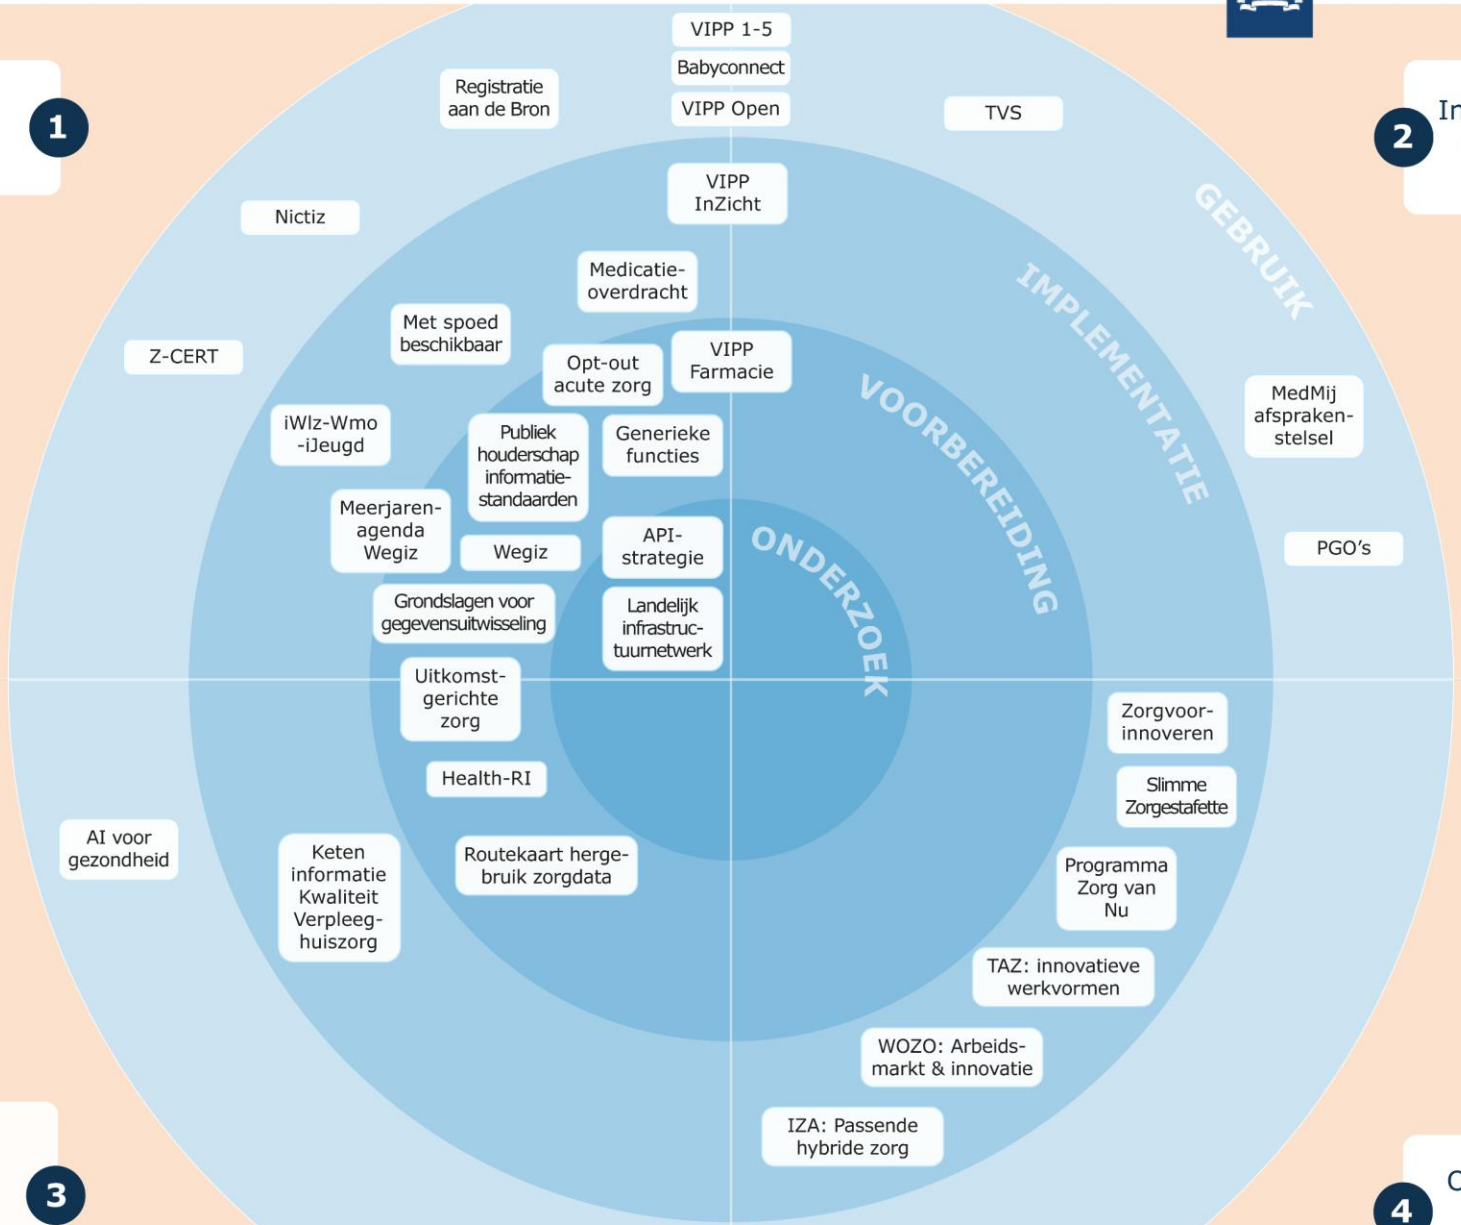 VIPP 1-5
Babyconnect
VIPP Open
Registratie
aan de Bron
TVS
1
2
In
VIPP
InZicht
Nictiz
GEBRUIK
Medicatie-
overdracht
IMPLEMENTATIE
Met spoed
beschikbaar
Z-CERT
Opt-out
acute zorg
VIPP
Farmacie
VOORBEREIDING
MedMij
afspraken-
stelsel
iWlz-Wmo
-iJeugd
Publiek
houderschap
informatie-
standaarden
Generieke
functies
Meerjaren-
agenda
Wegiz
Wegiz
API-
strategie
ONDERZOEK
PGO's
Grondslagen voor
gegevensuitwisseling
Landelijk
infrastruc-
tuurnetwerk
Uitkomst-
gerichte
zorg
Zorgvoor-
innoveren
Health-RI
Slimme
Zorgestafette
AI voor
gezondheid
Keten
informatie
Kwaliteit
Verpleeg-
huiszorg
Routekaart herge-
bruik zorgdata
Programma
Zorg van
Nu
TAZ: innovatieve
werkvormen
WOZO: Arbeids-
markt & innovatie
IZA: Passende
hybride zorg
3
4